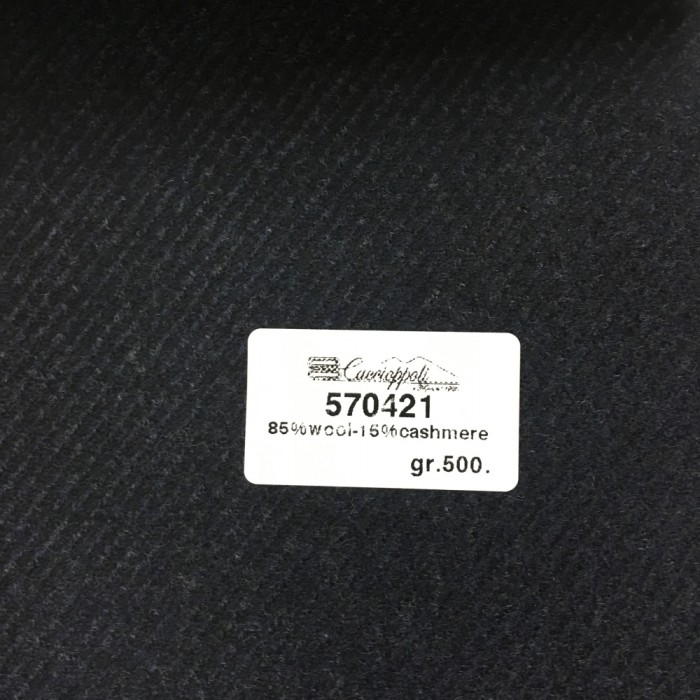 Caccioppoli
570421
85%wool-15%cashmere
gr.500.